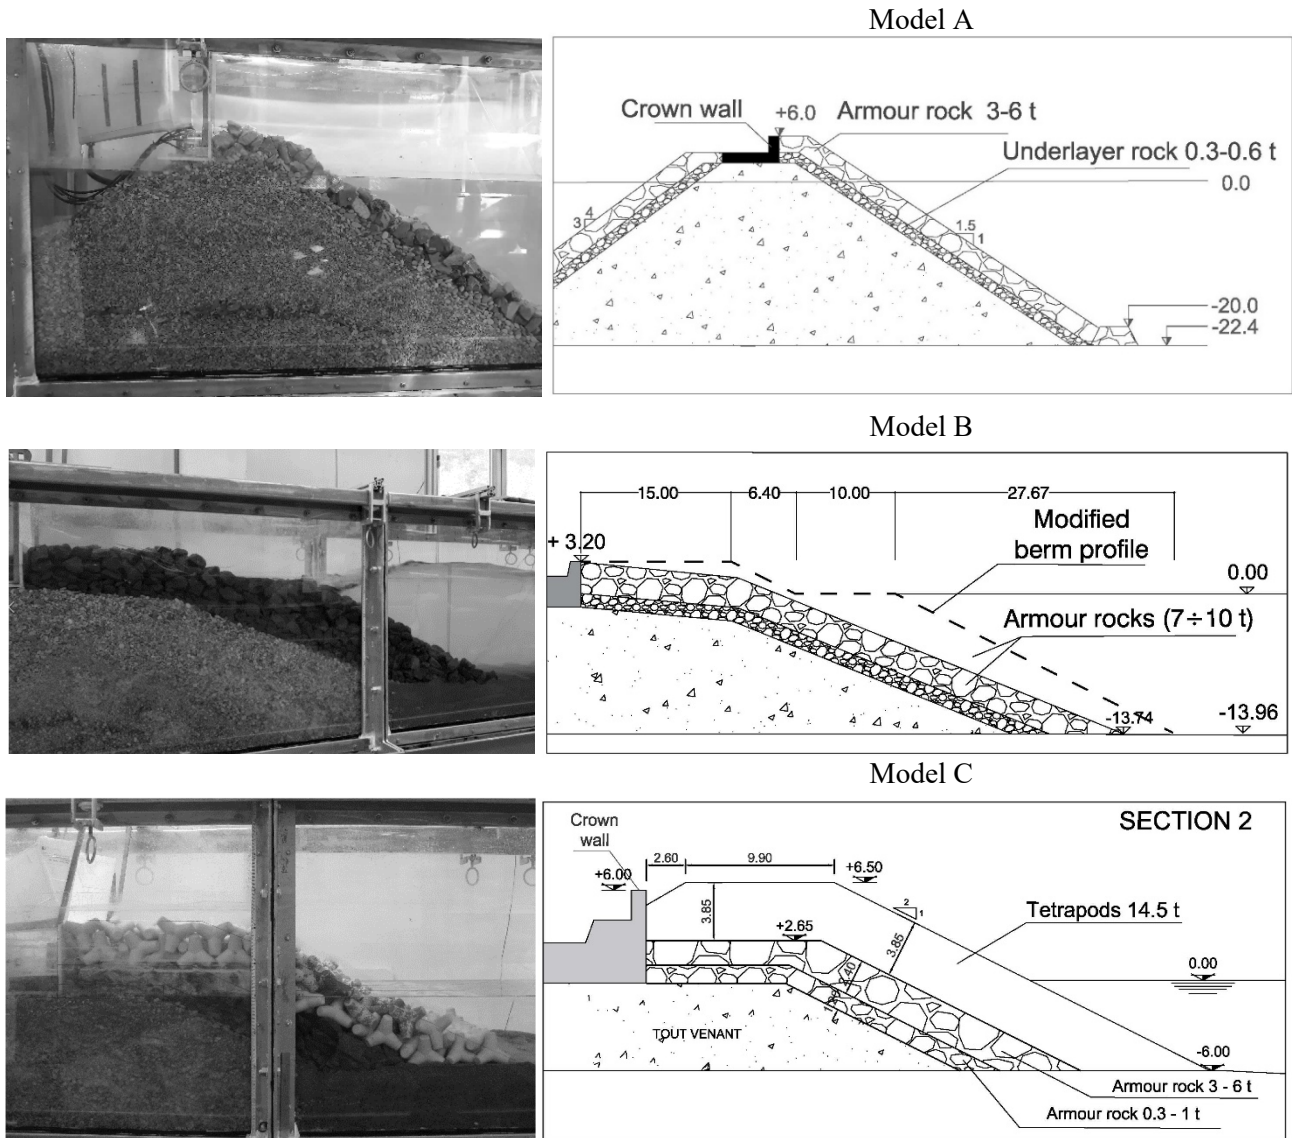 Model A
Crown wall
+6.0
Armour rock 3-6 t
Underlayer rock 0.3-0.6 t
0.0
3 4
1.5
1
-20.0
-22.4
Model B
15.00
6.40
10.00
27.67
Modified
berm profile
+ 3.20
0.00
Armour rocks (7÷10 t)
-13.74
-13.96
Model C
SECTION 2
Crown
wall
2.60
9.90
+6.00
+6.50
3.85
2
1
Tetrapods 14.5 t
+2.65
3.85
0.00
2.40
TOUT VENANT
-6.00
Armour rock 3 - 6 t
Armour rock 0.3 - 1 t